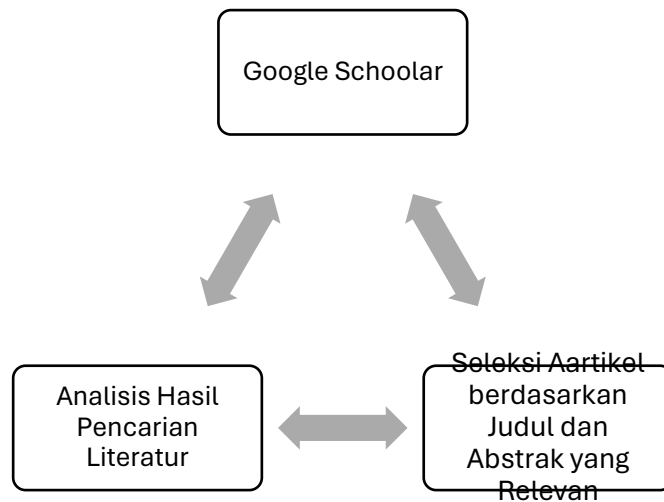 Google Schoolar
Analisis Hasil
Pencarian
Literatur
Seleksi Aartikel
berdasarkan
Judul dan
Abstrak yang
Relevan